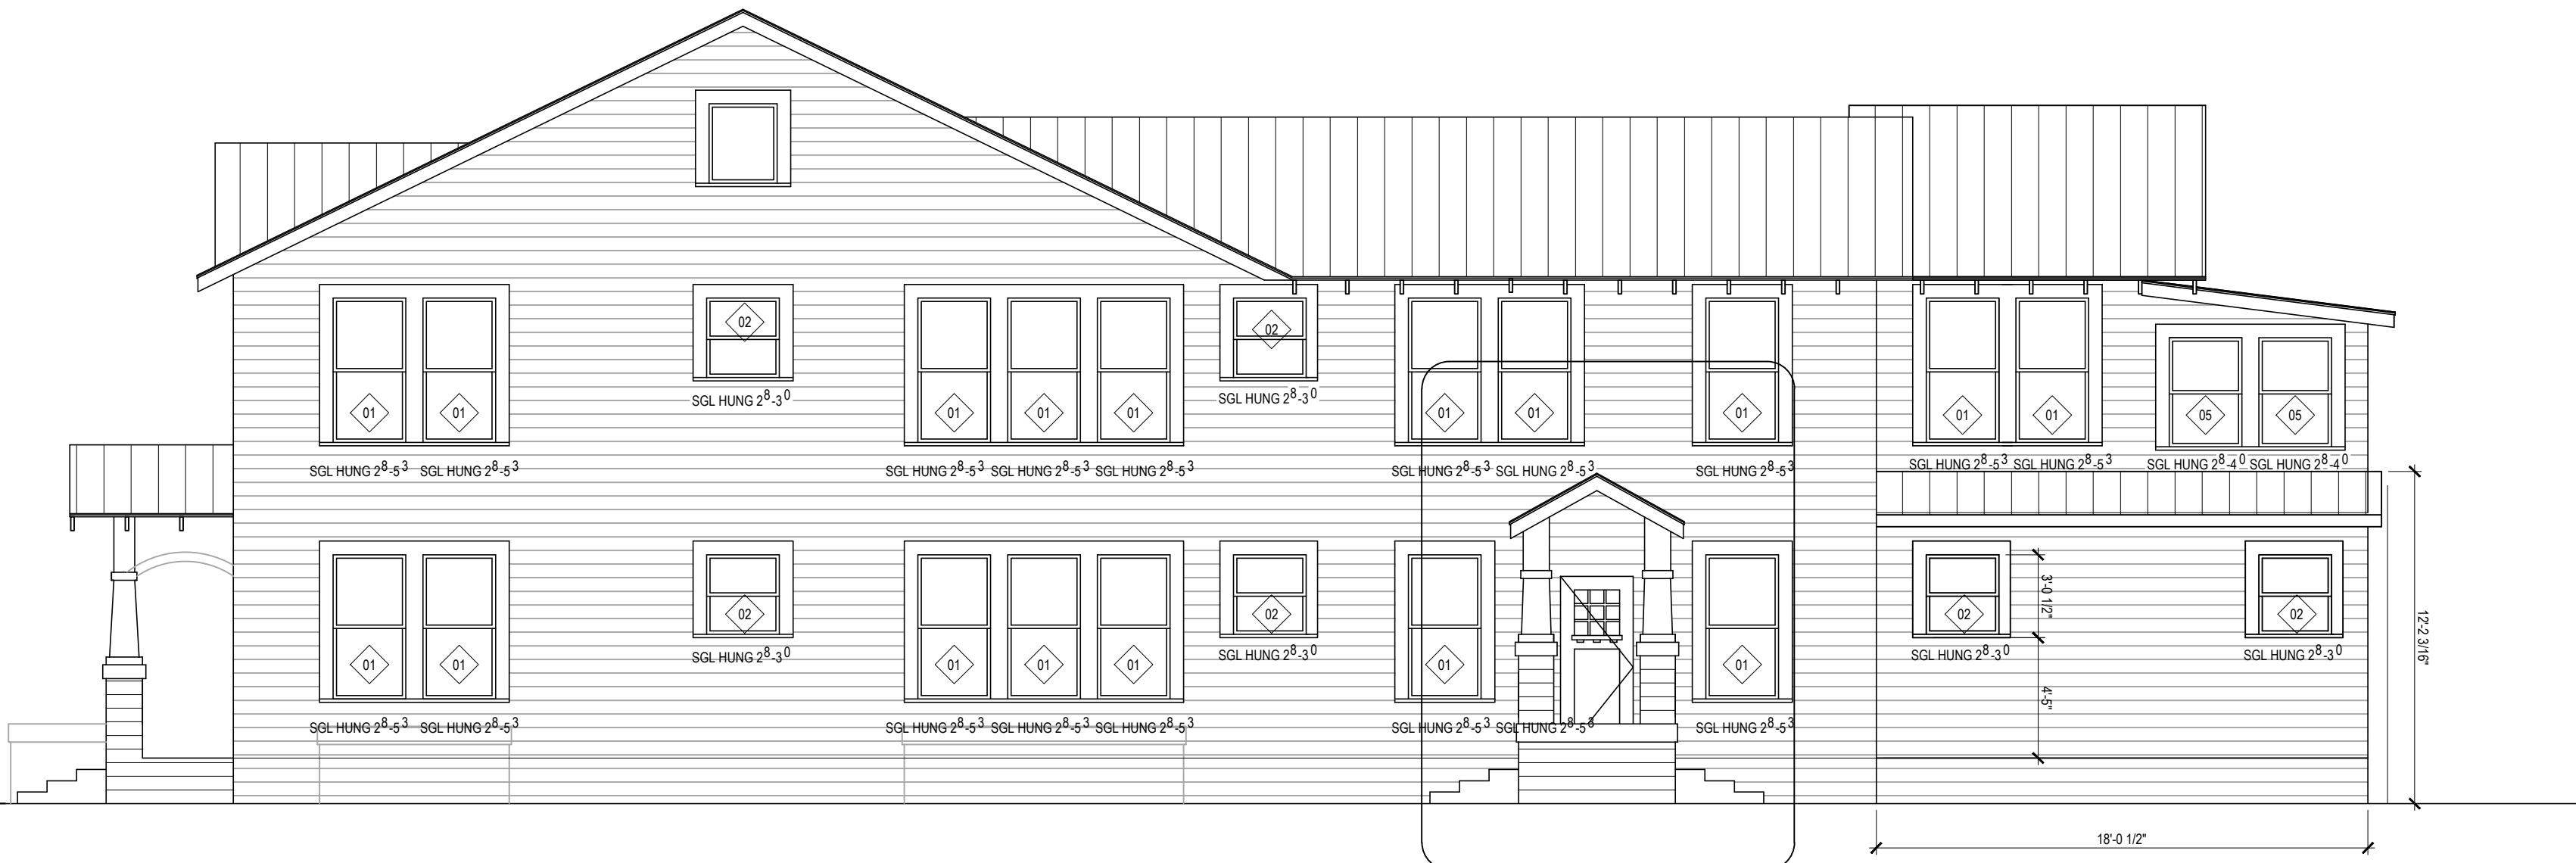 02
02
SGL HUNG 2⁸-3⁰
SGL HUNG 2⁸-3⁰
01 01 01 01 01 01 01 01 01 01 05 05
SGL HUNG 2⁸-5³ SGL HUNG 2⁸-5³ SGL HUNG 2⁸-5³ SGL HUNG 2⁸-5³ SGL HUNG 2⁸-5³ SGL HUNG 2⁸-5³ SGL HUNG 2⁸-5³ SGL HUNG 2⁸-5³ SGL HUNG 2⁸-5³ SGL HUNG 2⁸-5³ SGL HUNG 2⁸-4⁰ SGL HUNG 2⁸-4⁰
3'-0 1/2"
02 02 02 02
12'-2 3/16"
SGL HUNG 2⁸-3⁰ SGL HUNG 2⁸-3⁰ SGL HUNG 2⁸-3⁰ SGL HUNG 2⁸-3⁰
01 01 01 01 01 01 01
4'-5"
SGL HUNG 2⁸-5³ SGL HUNG 2⁸-5³ SGL HUNG 2⁸-5³ SGL HUNG 2⁸-5³ SGL HUNG 2⁸-5³ SGL HUNG 2⁸-5³ SGL HUNG 2⁸-5³ SGL HUNG 2⁸-5³
18'-0 1/2"